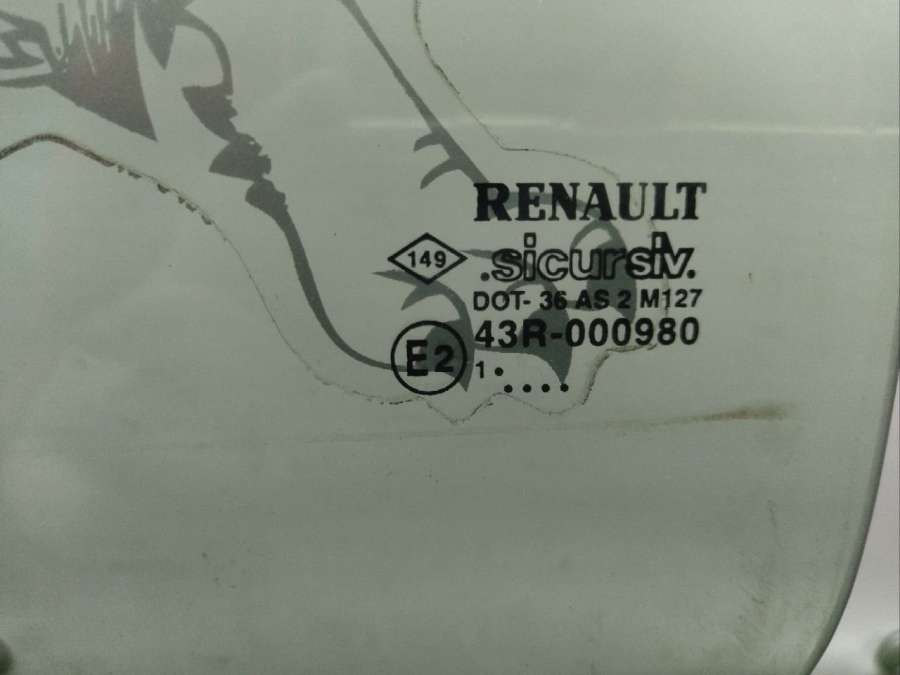 RENAULT
149 .sicursiv.
DOT- 36 AS 2 M127
E2 43R-000980
1 •
• • • •